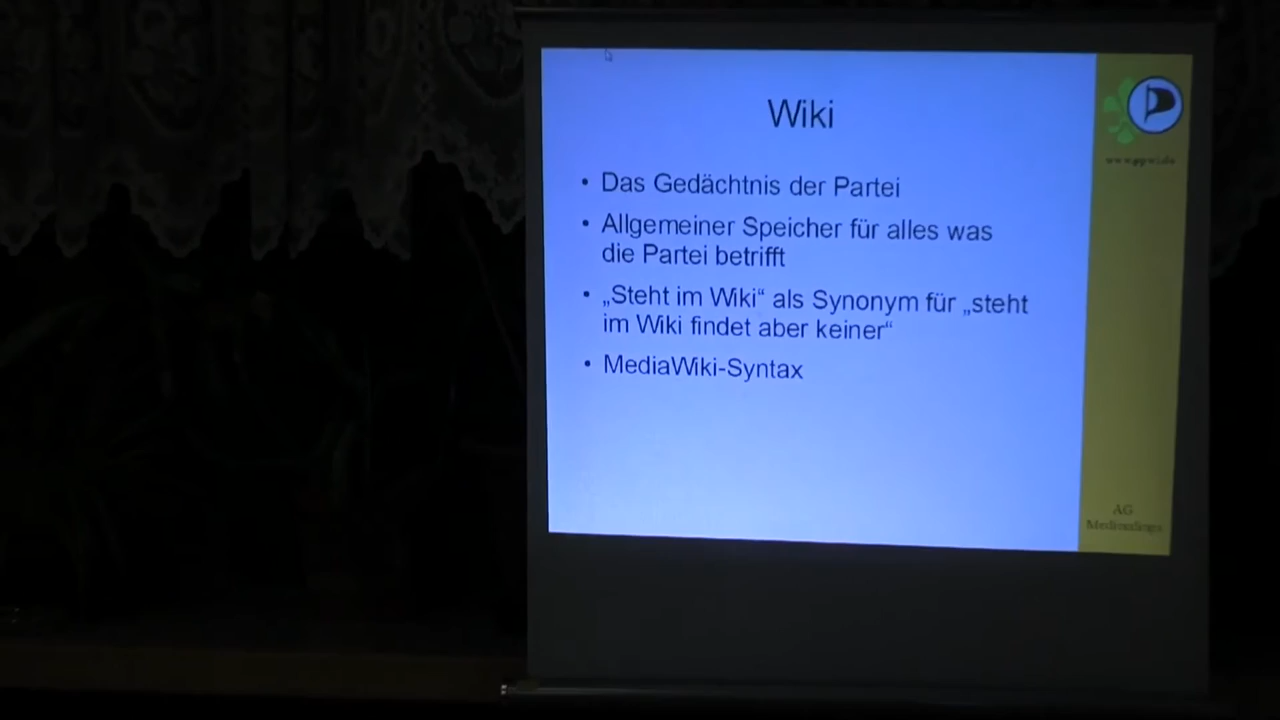 Wiki
• Das Gedächtnis der Partei
• Allgemeiner Speicher für alles was
die Partei betrifft
• „Steht im Wiki“ als Synonym für „steht
im Wiki findet aber keiner“
• MediaWiki-Syntax
AG